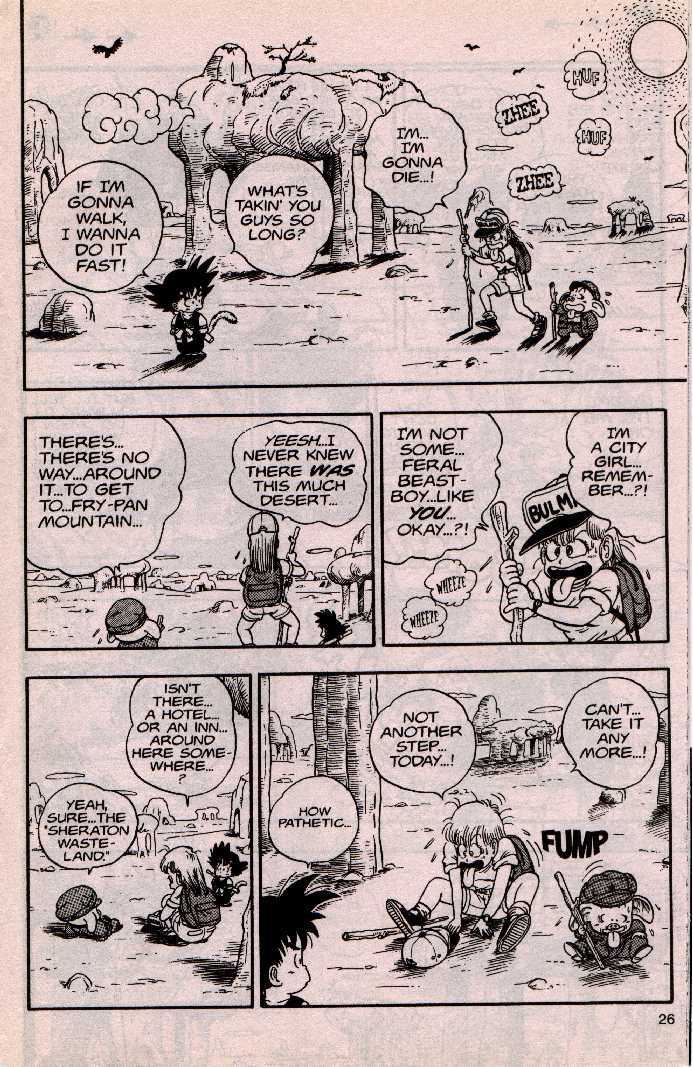 HUF
ZHEE
HUF
ZHEE
I'M...
I'M
GONNA
DIE...!
WHAT'S
TAKIN' YOU
GUYS SO
LONG?
IF I'M
GONNA
WALK,
I WANNA
DO IT
FAST!
THERE'S...
THERE'S NO
WAY...AROUND
IT...TO GET
TO...FRY-PAN
MOUNTAIN...
YEESH...I
NEVER KNEW
THERE WAS
THIS MUCH
DESERT...
I'M NOT
SOME...
FERAL
BEAST-
BOY...LIKE
YOU...
OKAY...?!
I'M
A CITY
GIRL...
REMEM-
BER...?!
BULM
WHEEZE
WHEEZE
ISN'T
THERE...
A HOTEL...
OR AN INN...
AROUND
HERE SOME-
WHERE...
?
YEAH,
SURE...THE
"SHERATON
WASTE-
LAND."
NOT
ANOTHER
STEP...
TODAY...!
CAN'T...
TAKE IT
ANY
MORE...!
HOW
PATHETIC...
FUMP
26